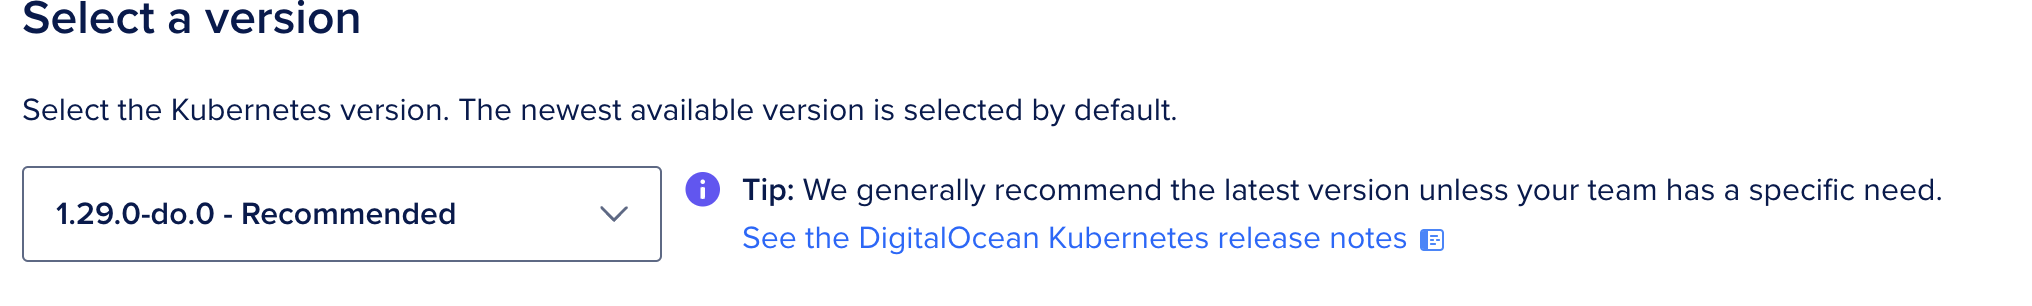 Select a version
Select the Kubernetes version. The newest available version is selected by default.
1.29.0-do.0 - Recommended
Tip: We generally recommend the latest version unless your team has a specific need.
See the DigitalOcean Kubernetes release notes